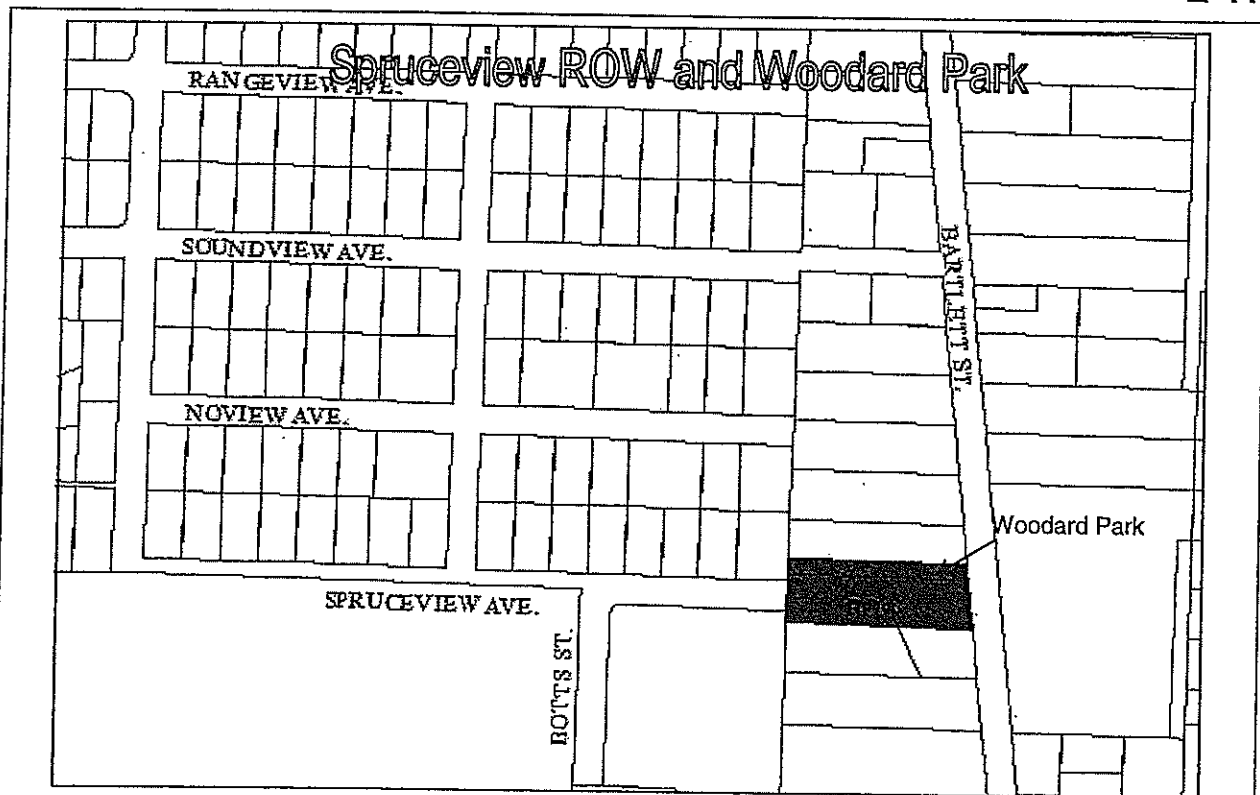 Spruceview ROW and Woodard Park
RANGEVIEW AVE.
SOUNDVIEW AVE.
BARTLETT ST.
NOVIEW AVE.
Woodard Park
SPRUCEVIEW AVE.
BOTTS ST.